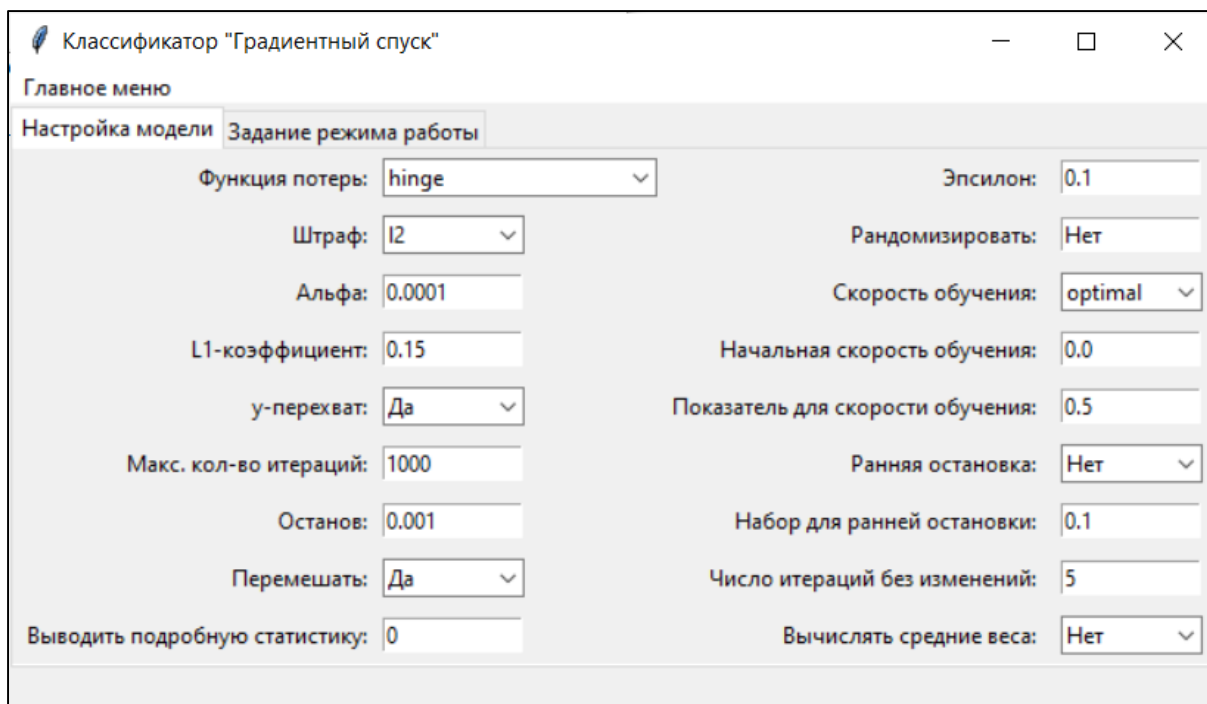 Классификатор "Градиентный спуск"
Главное меню
Настройка модели Задание режима работы
Функция потерь: hinge Эпсилон: 0.1
Штраф: l2 Рандомизировать: Нет
Альфа: 0.0001 Скорость обучения: optimal
L1-коэффициент: 0.15 Начальная скорость обучения: 0.0
y-перехват: Да Показатель для скорости обучения: 0.5
Макс. кол-во итераций: 1000 Ранняя остановка: Нет
Останов: 0.001 Набор для ранней остановки: 0.1
Перемешать: Да Число итераций без изменений: 5
Выводить подробную статистику: 0 Вычислять средние веса: Нет